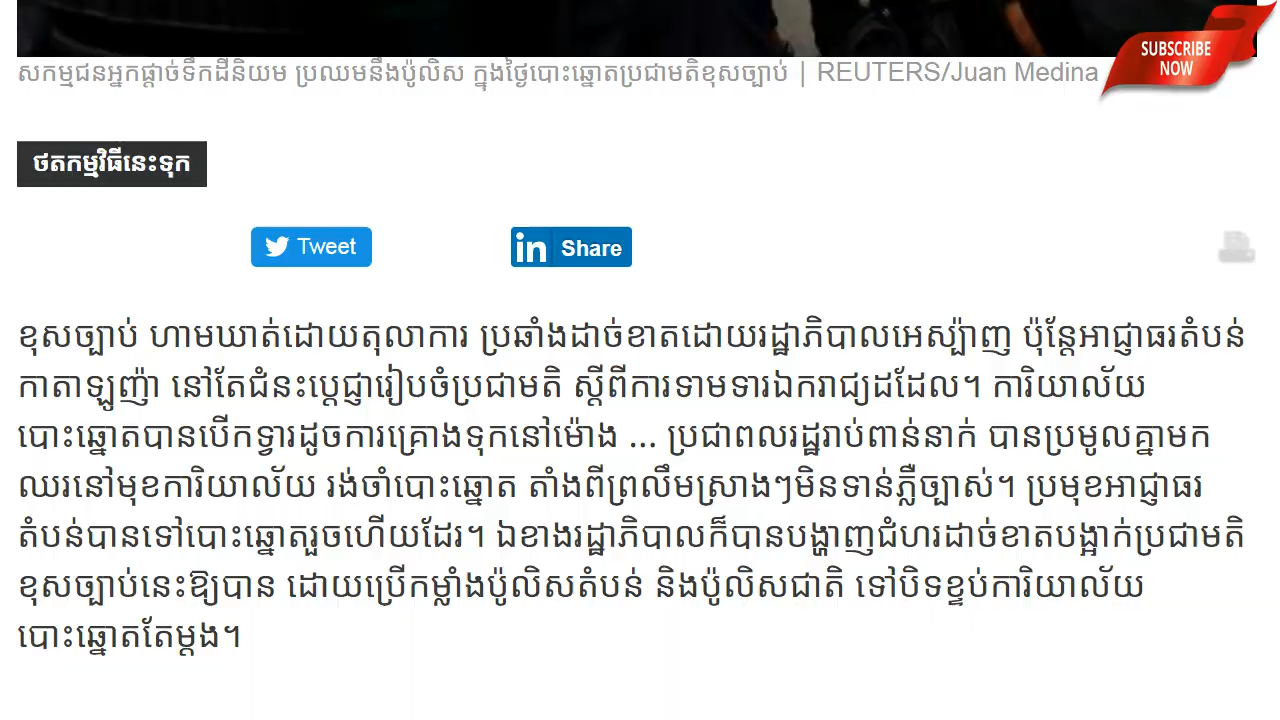 សកម្មជនអ្នកផ្តាច់ទឹកដីនិយម ប្រឈមនឹងប៉ូលិស ក្នុងថ្ងៃបោះឆ្នោតប្រជាមតិខុសច្បាប់ | REUTERS/Juan Medina
SUBSCRIBE
NOW
ថតកម្មវិធីនេះទុក
Tweet
in Share
ខុសច្បាប់ ហាមឃាត់ដោយតុលាការ ប្រឆាំងដាច់ខាតដោយរដ្ឋាភិបាលអេស្ប៉ាញ ប៉ុន្តែអាជ្ញាធរតំបន់
កាតាឡូញ៉ា នៅតែជំនះប្តេជ្ញារៀបចំប្រជាមតិ ស្តីពីការទាមទារឯករាជ្យដដែល។ ការិយាល័យ
បោះឆ្នោតបានបើកទ្វារដូចការគ្រោងទុកនៅម៉ោង ... ប្រជាពលរដ្ឋរាប់ពាន់នាក់ បានប្រមូលគ្នាមក
ឈរនៅមុខការិយាល័យ រង់ចាំបោះឆ្នោត តាំងពីព្រលឹមស្រាងៗមិនទាន់ភ្លឺច្បាស់។ ប្រមុខអាជ្ញាធរ
តំបន់បានទៅបោះឆ្នោតរួចហើយដែរ។ ឯខាងរដ្ឋាភិបាលក៏បានបង្ហាញជំហរដាច់ខាតបង្អាក់ប្រជាមតិ
ខុសច្បាប់នេះឱ្យបាន ដោយប្រើកម្លាំងប៉ូលិសតំបន់ និងប៉ូលិសជាតិ ទៅបិទខ្ទប់ការិយាល័យ
បោះឆ្នោតតែម្តង។